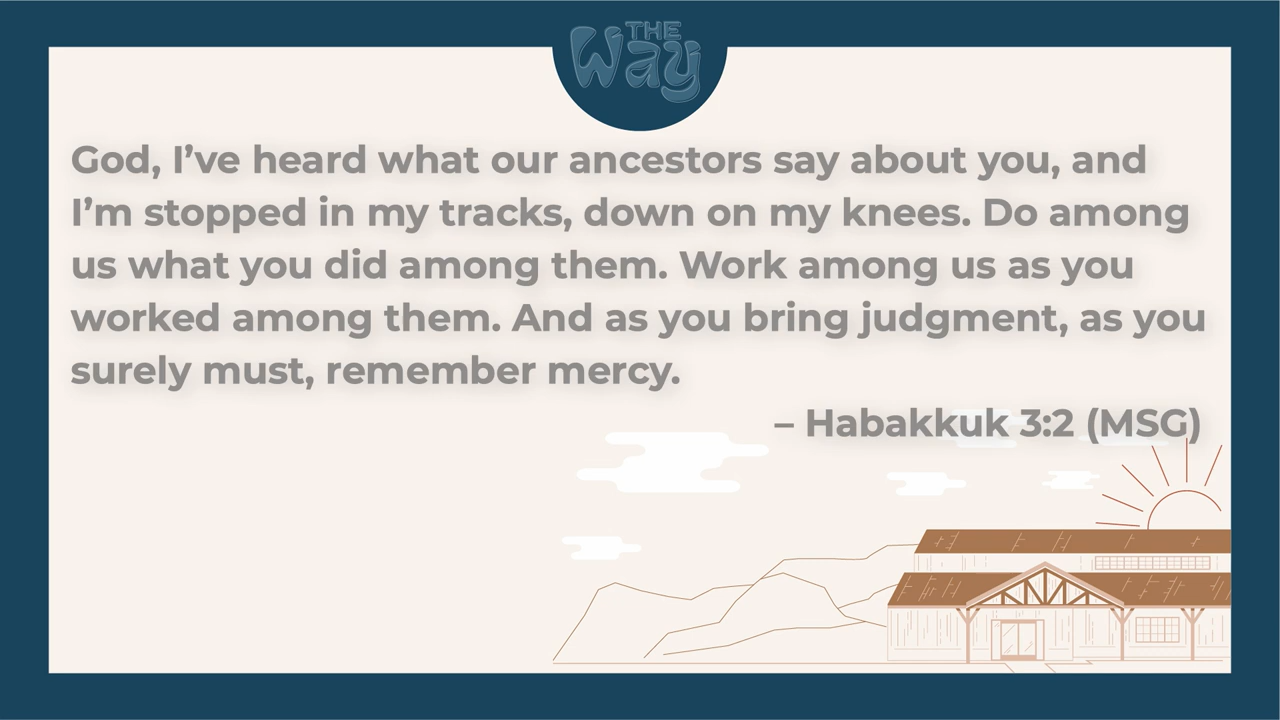 THE
Way
God, I’ve heard what our ancestors say about you, and
I’m stopped in my tracks, down on my knees. Do among
us what you did among them. Work among us as you
worked among them. And as you bring judgment, as you
surely must, remember mercy.
– Habakkuk 3:2 (MSG)